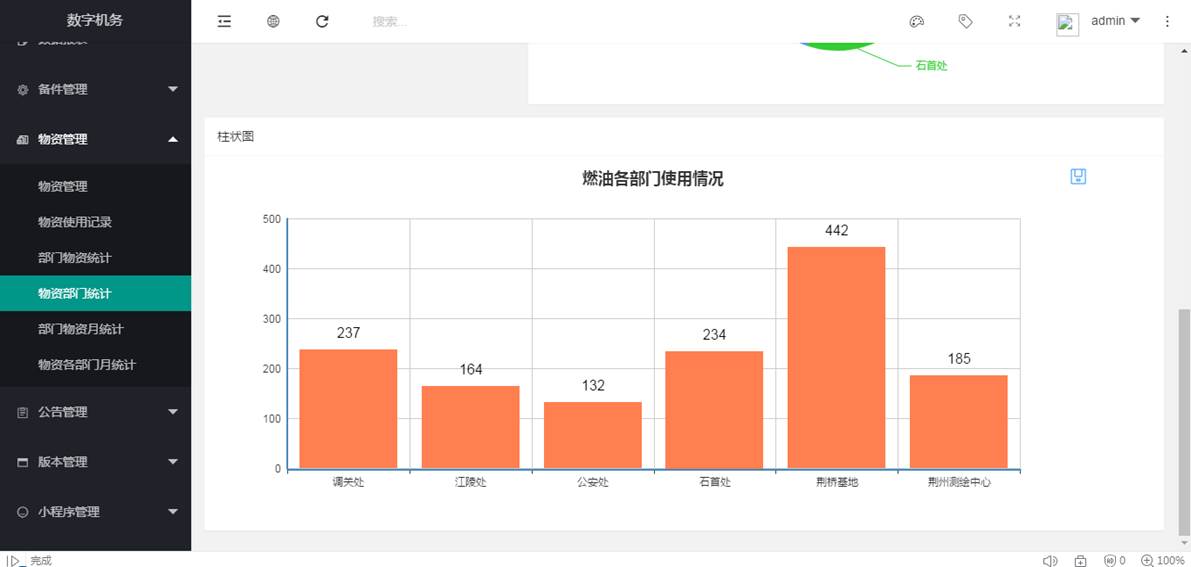 数字机务
搜索...
admin
数据报表
备件管理
物资管理
物资管理
物资使用记录
部门物资统计
物资部门统计
部门物资月统计
物资各部门月统计
公告管理
版本管理
小程序管理
石首处
柱状图
燃油各部门使用情况
500
400
300
200
100
0
237
164
132
234
442
185
调关处
江陵处
公安处
石首处
荆桥基地
荆州测绘中心
完成
0
100%